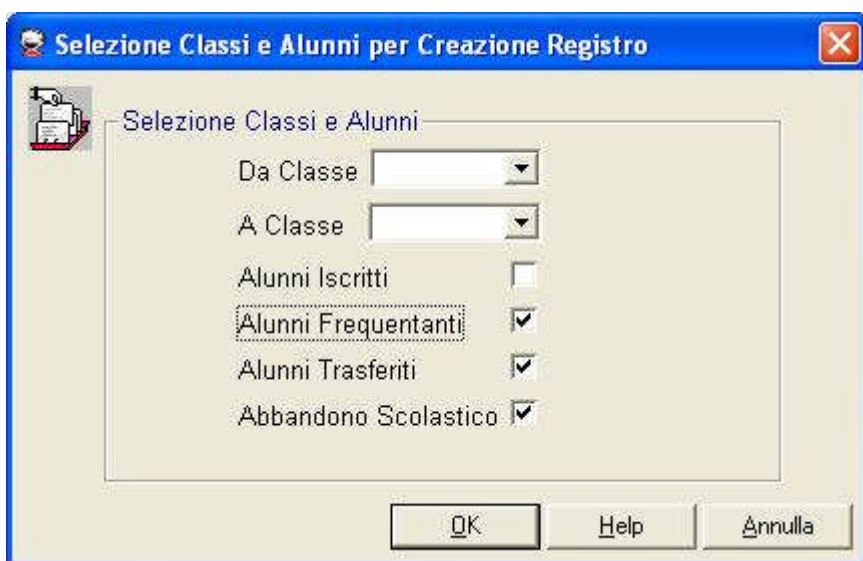 Selezione Classi e Alunni per Creazione Registro
Selezione Classi e Alunni
Da Classe
A Classe
Alunni Iscritti
Alunni Frequentanti
Alunni Trasferiti
Abbandono Scolastico
OK Help Annulla